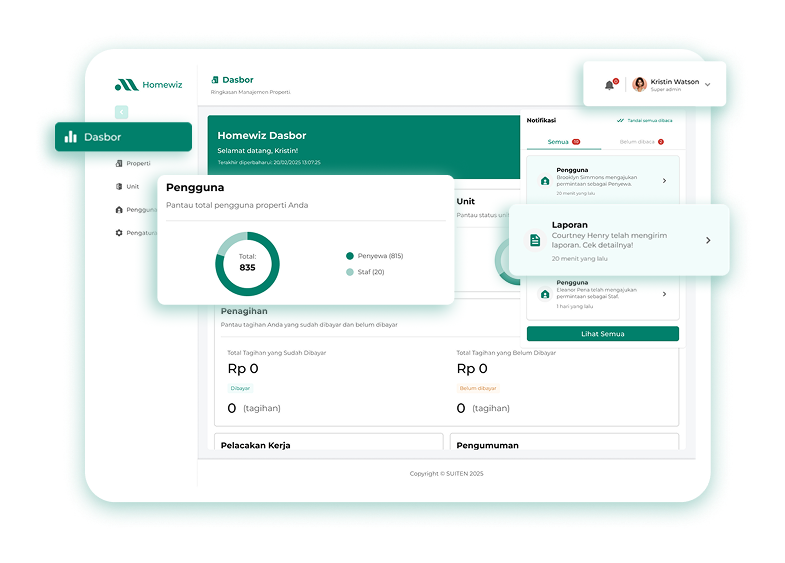 Homewiz
Dasbor
Ringkasan Manajemen Properti
Kristin Watson
Super admin
Dasbor
Properti
Unit
Pengguna
Pengatura
Homewiz Dasbor
Selamat datang, Kristin!
Terakhir diperbaharui: 20/02/2025 13:07:25
Notifikasi
Tandai semua dibaca
Semua
Belum dibaca
Pengguna
Brooklyn Simmons mengajukan
permintaan sebagai Penyewa.
20 menit yang lalu
Pengguna
Pantau total pengguna properti Anda
Total:
835
Penyewa (815)
Staf (20)
Unit
Pantau status uni
Laporan
Courtney Henry telah mengirim
laporan. Cek detailnya!
20 menit yang lalu
Pengguna
Eleanor Pena telah mengajukan
permintaan sebagai Staf.
1 hari yang lalu
Lihat Semua
Penagihan
Pantau tagihan Anda yang sudah dibayar dan belum dibayar
Total Tagihan yang Sudah Dibayar
Rp 0
Dibayar
0 (tagihan)
Total Tagihan yang Belum Dibayar
Rp 0
Belum dibayar
0 (tagihan)
Pelacakan Kerja
Pengumuman
Copyright © SUITEN 2025